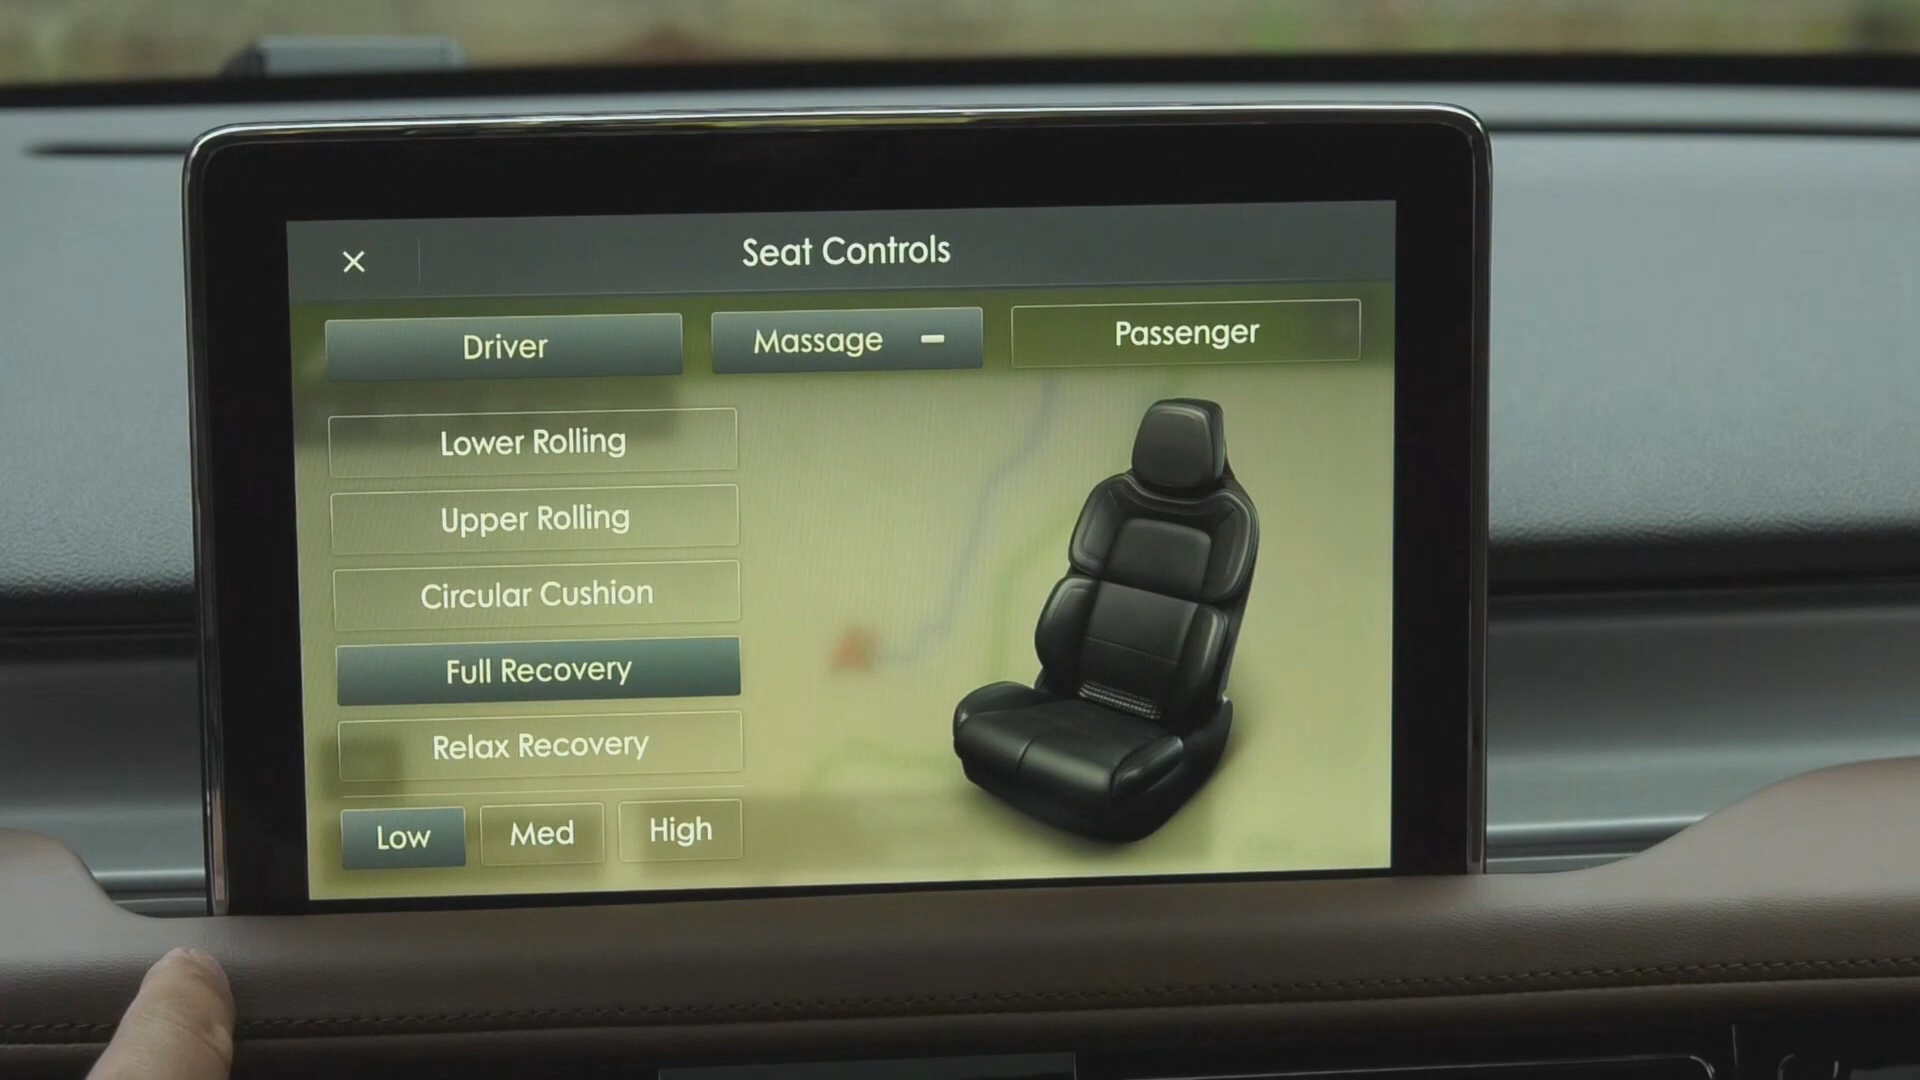 Seat Controls
Driver
Massage
Passenger
Lower Rolling
Upper Rolling
Circular Cushion
Full Recovery
Relax Recovery
Low
Med
High